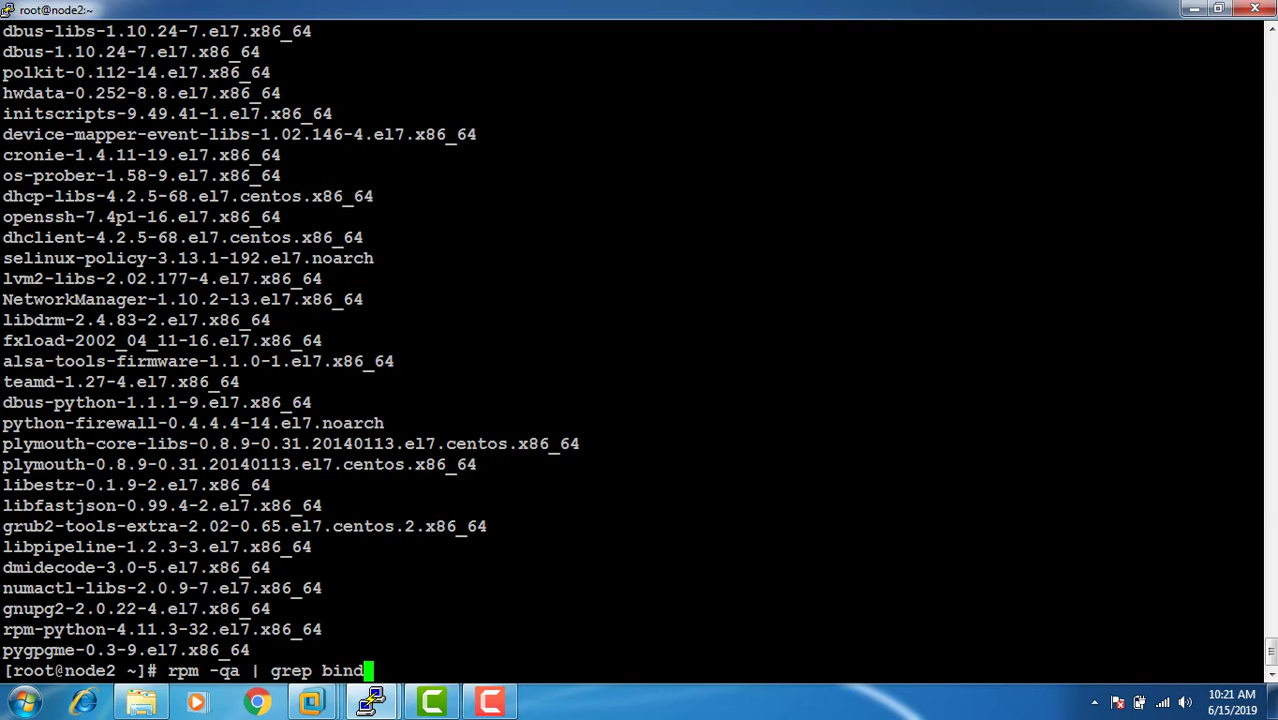 root@node2:~
dbus-libs-1.10.24-7.el7.x86_64
dbus-1.10.24-7.el7.x86_64
polkit-0.112-14.el7.x86_64
hwdata-0.252-8.8.el7.x86_64
initscripts-9.49.41-1.el7.x86_64
device-mapper-event-libs-1.02.146-4.el7.x86_64
cronie-1.4.11-19.el7.x86_64
os-prober-1.58-9.el7.x86_64
dhcp-libs-4.2.5-68.el7.centos.x86_64
openssh-7.4p1-16.el7.x86_64
dhclient-4.2.5-68.el7.centos.x86_64
selinux-policy-3.13.1-192.el7.noarch
lvm2-libs-2.02.177-4.el7.x86_64
NetworkManager-1.10.2-13.el7.x86_64
libdrm-2.4.83-2.el7.x86_64
fxload-2002_04_11-16.el7.x86_64
alsa-tools-firmware-1.1.0-1.el7.x86_64
teamd-1.27-4.el7.x86_64
dbus-python-1.1.1-9.el7.x86_64
python-firewall-0.4.4.4-14.el7.noarch
plymouth-core-libs-0.8.9-0.31.20140113.el7.centos.x86_64
plymouth-0.8.9-0.31.20140113.el7.centos.x86_64
libestr-0.1.9-2.el7.x86_64
libfastjson-0.99.4-2.el7.x86_64
grub2-tools-extra-2.02-0.65.el7.centos.2.x86_64
libpipeline-1.2.3-3.el7.x86_64
dmidecode-3.0-5.el7.x86_64
numactl-libs-2.0.9-7.el7.x86_64
gnupg2-2.0.22-4.el7.x86_64
rpm-python-4.11.3-32.el7.x86_64
pygpgme-0.3-9.el7.x86_64
[root@node2 ~]# rpm -qa | grep bind
10:21 AM
6/15/2019